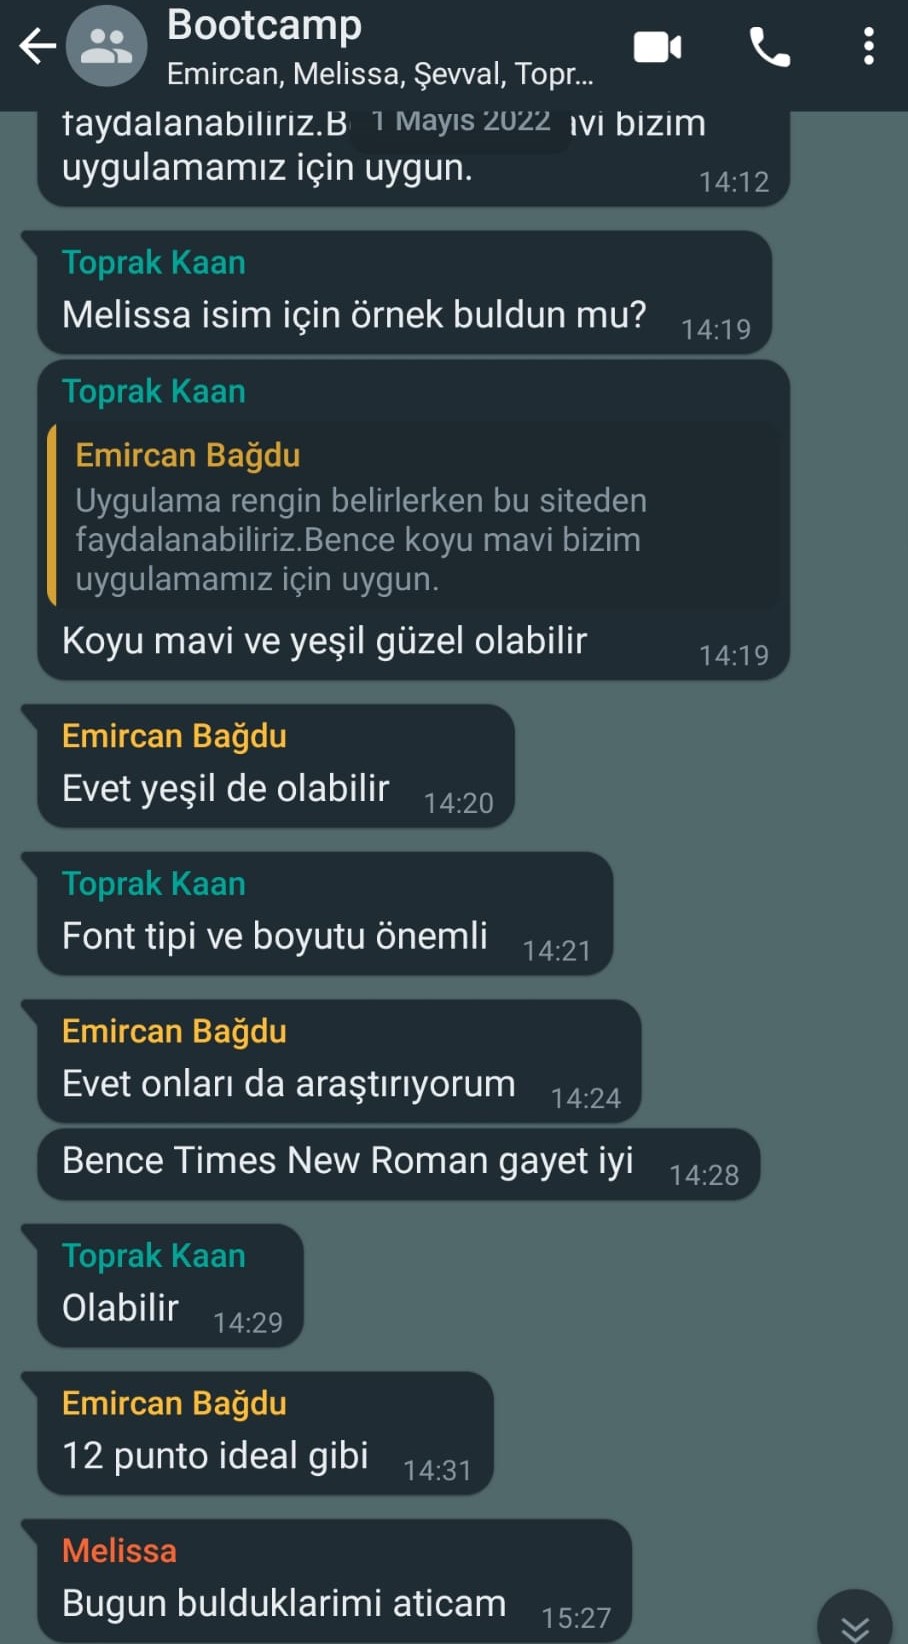 Bootcamp
Emircan, Melissa, Şevval, Topr...
1 Mayıs 2022
faydalanabiliriz.B avi bizim
uygulamamız için uygun.
14:12
Toprak Kaan
Melissa isim için örnek buldun mu?
14:19
Toprak Kaan
Emircan Bağdu
Uygulama rengin belirlerken bu siteden
faydalanabiliriz.Bence koyu mavi bizim
uygulamamız için uygun.
Koyu mavi ve yeşil güzel olabilir
14:19
Emircan Bağdu
Evet yeşil de olabilir
14:20
Toprak Kaan
Font tipi ve boyutu önemli
14:21
Emircan Bağdu
Evet onları da araştırıyorum
14:24
Bence Times New Roman gayet iyi
14:28
Toprak Kaan
Olabilir
14:29
Emircan Bağdu
12 punto ideal gibi
14:31
Melissa
Bugun bulduklarimi aticam
15:27